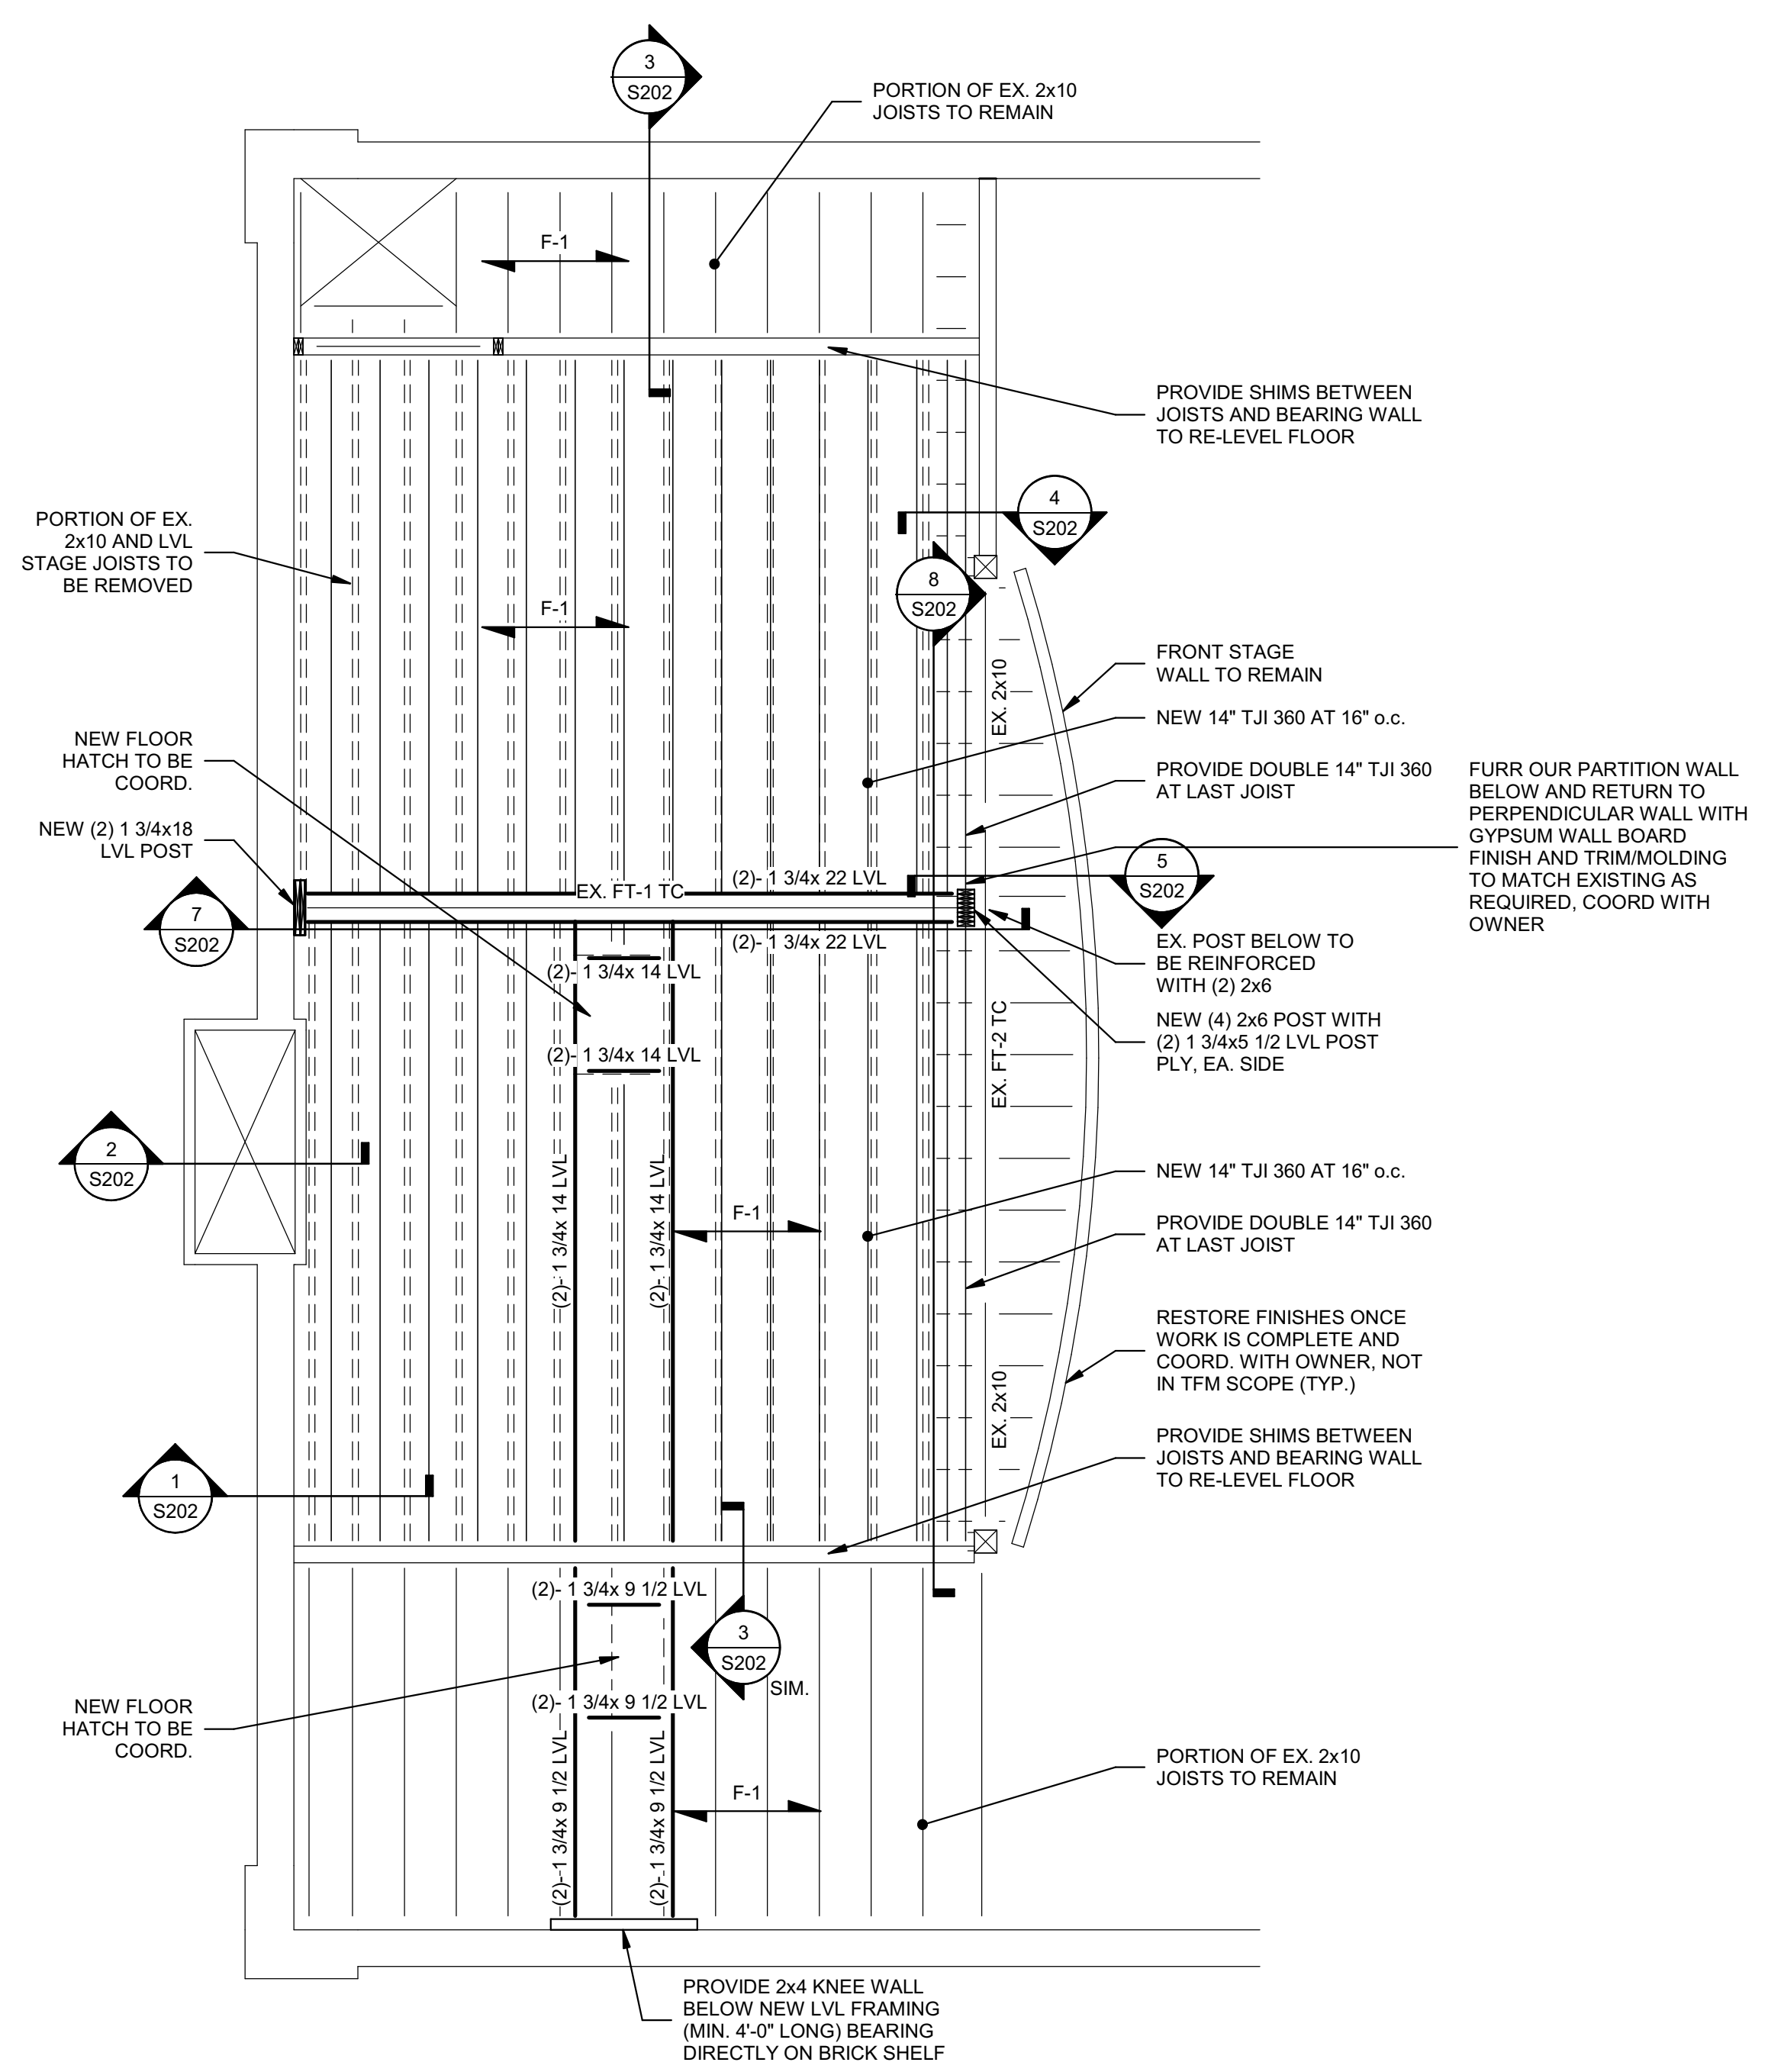 3
S202
PORTION OF EX. 2x10
JOISTS TO REMAIN
F-1
PROVIDE SHIMS BETWEEN
JOISTS AND BEARING WALL
TO RE-LEVEL FLOOR
4
S202
PORTION OF EX.
2x10 AND LVL
STAGE JOISTS TO
BE REMOVED
8
S202
F-1
FRONT STAGE
WALL TO REMAIN
EX. 2x10
NEW 14" TJI 360 AT 16" o.c.
NEW FLOOR
HATCH TO BE
COORD.
PROVIDE DOUBLE 14" TJI 360
AT LAST JOIST
FURR OUR PARTITION WALL
BELOW AND RETURN TO
PERPENDICULAR WALL WITH
GYPSUM WALL BOARD
FINISH AND TRIM/MOLDING
TO MATCH EXISTING AS
REQUIRED, COORD WITH
OWNER
NEW (2) 1 3/4x18
LVL POST
5
S202
(2)- 1 3/4x 22 LVL
EX. FT-1 TC
7
S202
(2)- 1 3/4x 22 LVL
EX. POST BELOW TO
BE REINFORCED
WITH (2) 2x6
(2)- 1 3/4x 14 LVL
NEW (4) 2x6 POST WITH
(2) 1 3/4x5 1/2 LVL POST
PLY, EA. SIDE
EX. FT-2 TC
(2)- 1 3/4x 14 LVL
2
S202
(2)- 1 3/4x 14 LVL
(2)- 1 3/4x 14 LVL
NEW 14" TJI 360 AT 16" o.c.
F-1
PROVIDE DOUBLE 14" TJI 360
AT LAST JOIST
RESTORE FINISHES ONCE
WORK IS COMPLETE AND
COORD. WITH OWNER, NOT
IN TFM SCOPE (TYP.)
EX. 2x10
PROVIDE SHIMS BETWEEN
JOISTS AND BEARING WALL
TO RE-LEVEL FLOOR
1
S202
(2)- 1 3/4x 9 1/2 LVL
3
S202
SIM.
(2)- 1 3/4x 9 1/2 LVL
NEW FLOOR
HATCH TO BE
COORD.
(2)- 1 3/4x 9 1/2 LVL
(2)- 1 3/4x 9 1/2 LVL
PORTION OF EX. 2x10
JOISTS TO REMAIN
F-1
PROVIDE 2x4 KNEE WALL
BELOW NEW LVL FRAMING
(MIN. 4'-0" LONG) BEARING
DIRECTLY ON BRICK SHELF